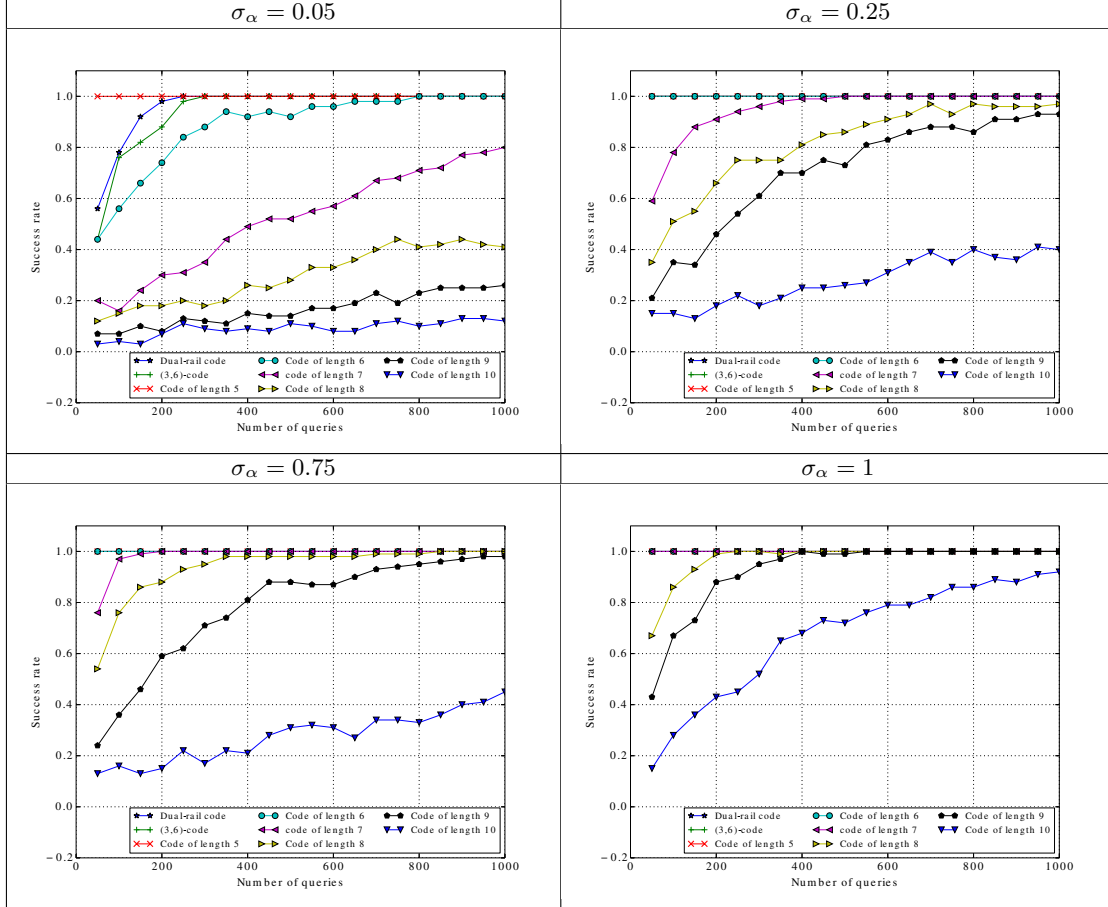 σα = 0.05
σα = 0.25
1.0
0.8
0.6
0.4
0.2
0.0
−0.2
Success rate
0 200 400 600 800 1000
Number of queries
Dual-rail code
(3,6)-code
Code of length 5
Code of length 6
code of length 7
Code of length 8
Code of length 9
Code of length 10
1.0
0.8
0.6
0.4
0.2
0.0
−0.2
Success rate
0 200 400 600 800 1000
Number of queries
Dual-rail code
(3,6)-code
Code of length 5
Code of length 6
code of length 7
Code of length 8
Code of length 9
Code of length 10
σα = 0.75
σα = 1
1.0
0.8
0.6
0.4
0.2
0.0
−0.2
Success rate
0 200 400 600 800 1000
Number of queries
Dual-rail code
(3,6)-code
Code of length 5
Code of length 6
code of length 7
Code of length 8
Code of length 9
Code of length 10
1.0
0.8
0.6
0.4
0.2
0.0
−0.2
Success rate
0 200 400 600 800 1000
Number of queries
Dual-rail code
(3,6)-code
Code of length 5
Code of length 6
code of length 7
Code of length 8
Code of length 9
Code of length 10